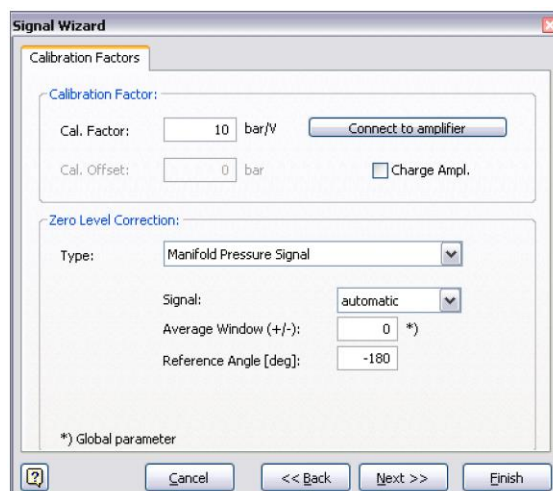 Signal Wizard
Calibration Factors
Calibration Factor:
Cal. Factor: 10 bar/V Connect to amplifier
Cal. Offset: 0 bar Charge Ampl.
Zero Level Correction:
Type: Manifold Pressure Signal
Signal: automatic
Average Window (+/-): 0 *)
Reference Angle [deg]: -180
*) Global parameter
? Cancel << Back Next >> Finish